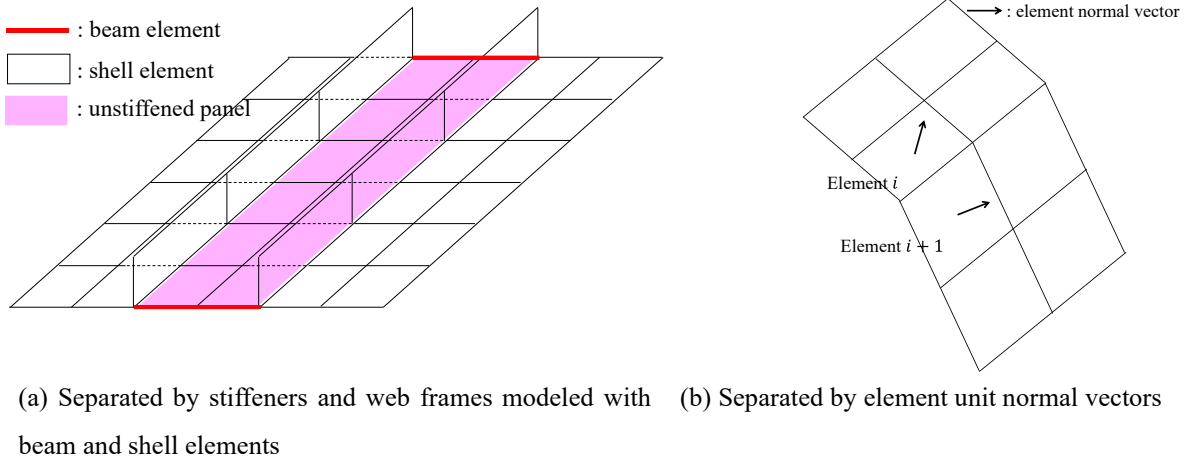 : beam element
: shell element
: unstiffened panel
: element normal vector
Element i
Element i + 1
(a) Separated by stiffeners and web frames modeled with
beam and shell elements
(b) Separated by element unit normal vectors